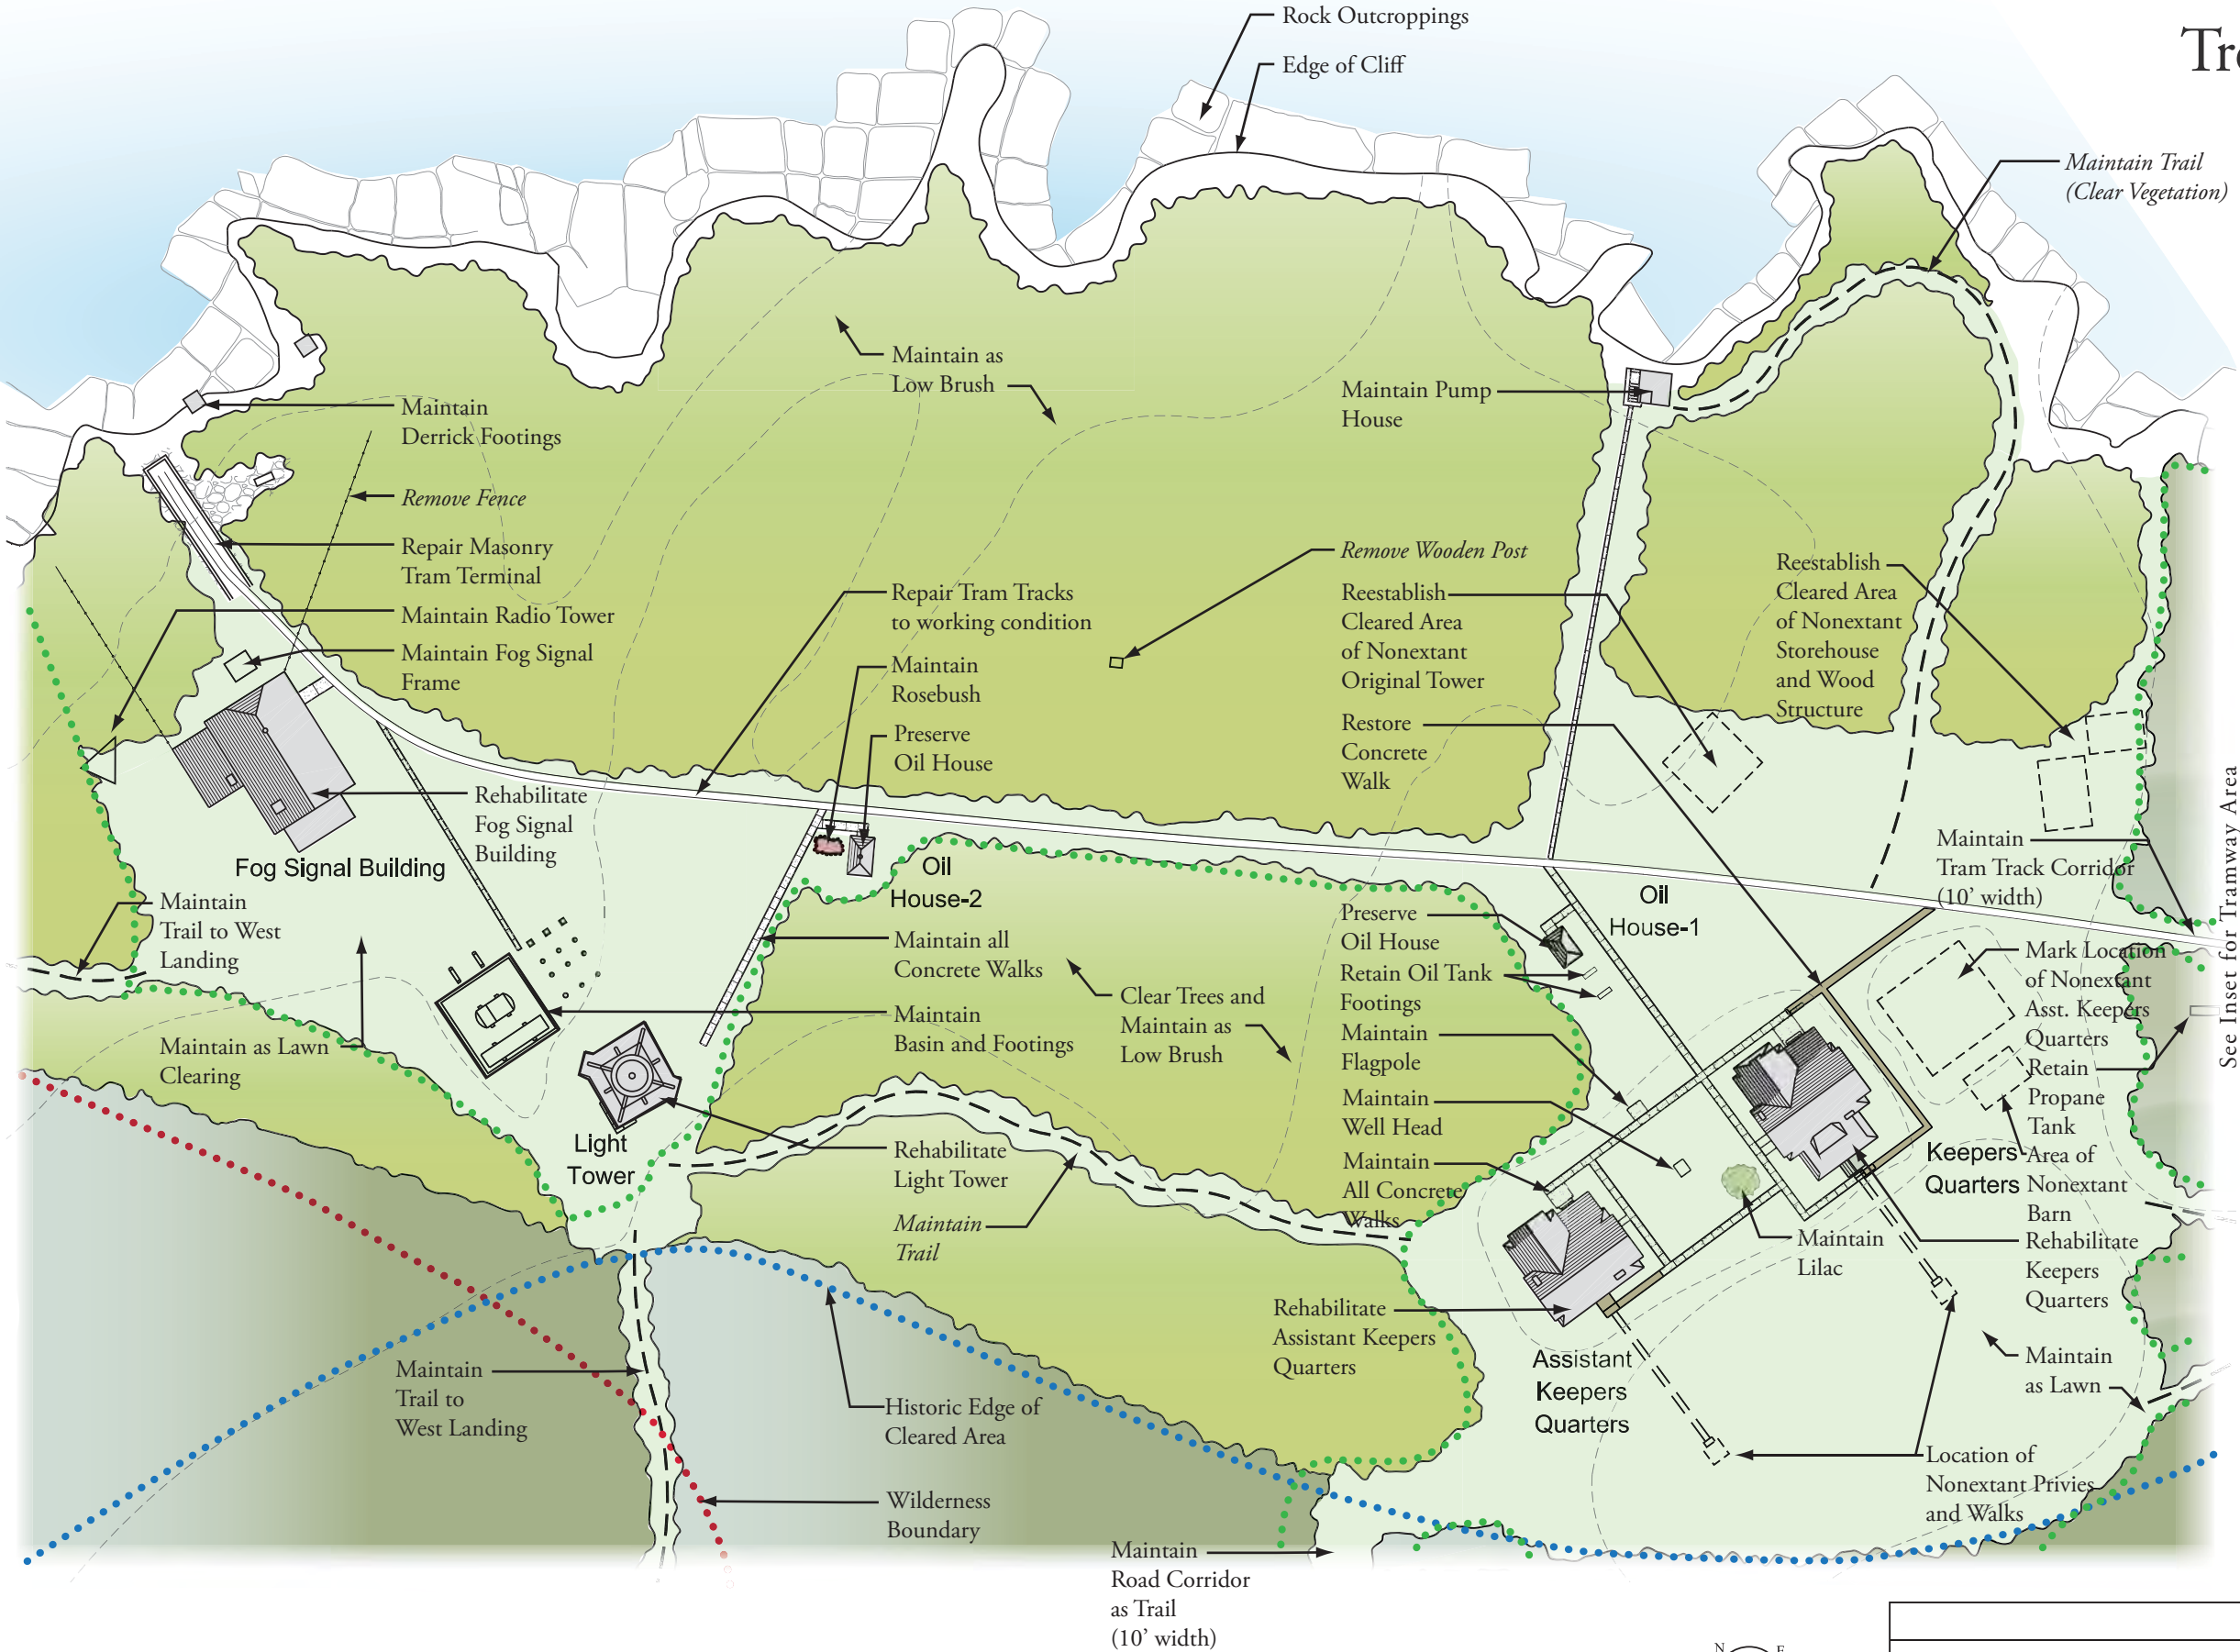 Rock Outcroppings
Edge of Cliff
Maintain Trail
(Clear Vegetation)
Maintain as
Low Brush
Maintain Pump
House
Maintain
Derrick Footings
Remove Fence
Repair Masonry
Tram Terminal
Maintain Radio Tower
Maintain Fog Signal
Frame
Repair Tram Tracks
to working condition
Maintain
Rosebush
Preserve
Oil House
Remove Wooden Post
Reestablish
Cleared Area
of Nonextant
Original Tower
Restore
Concrete
Walk
Reestablish
Cleared Area
of Nonextant
Storehouse
and Wood
Structure
Rehabilitate
Fog Signal
Building
Fog Signal Building
Oil
House-2
Oil
House-1
Maintain
Tram Track Corridor
(10’ width)
See Inset for Tramway Area
Maintain
Trail to West
Landing
Maintain all
Concrete Walks
Maintain
Basin and Footings
Clear Trees and
Maintain as
Low Brush
Preserve
Oil House
Retain Oil Tank
Footings
Maintain
Flagpole
Maintain
Well Head
Maintain
All Concrete
Walks
Mark Location
of Nonextant
Asst. Keepers
Quarters
Retain
Propane
Tank
Area of
Nonextant
Barn
Rehabilitate
Keepers
Quarters
Keepers
Quarters
Maintain as Lawn
Clearing
Light
Tower
Rehabilitate
Light Tower
Maintain
Trail
Maintain
Lilac
Rehabilitate
Assistant Keepers
Quarters
Assistant
Keepers
Quarters
Maintain
as Lawn
Maintain
Trail to
West Landing
Historic Edge of
Cleared Area
Location of
Nonextant Privies
and Walks
Wilderness
Boundary
Maintain
Road Corridor
as Trail
(10’ width)
N
E